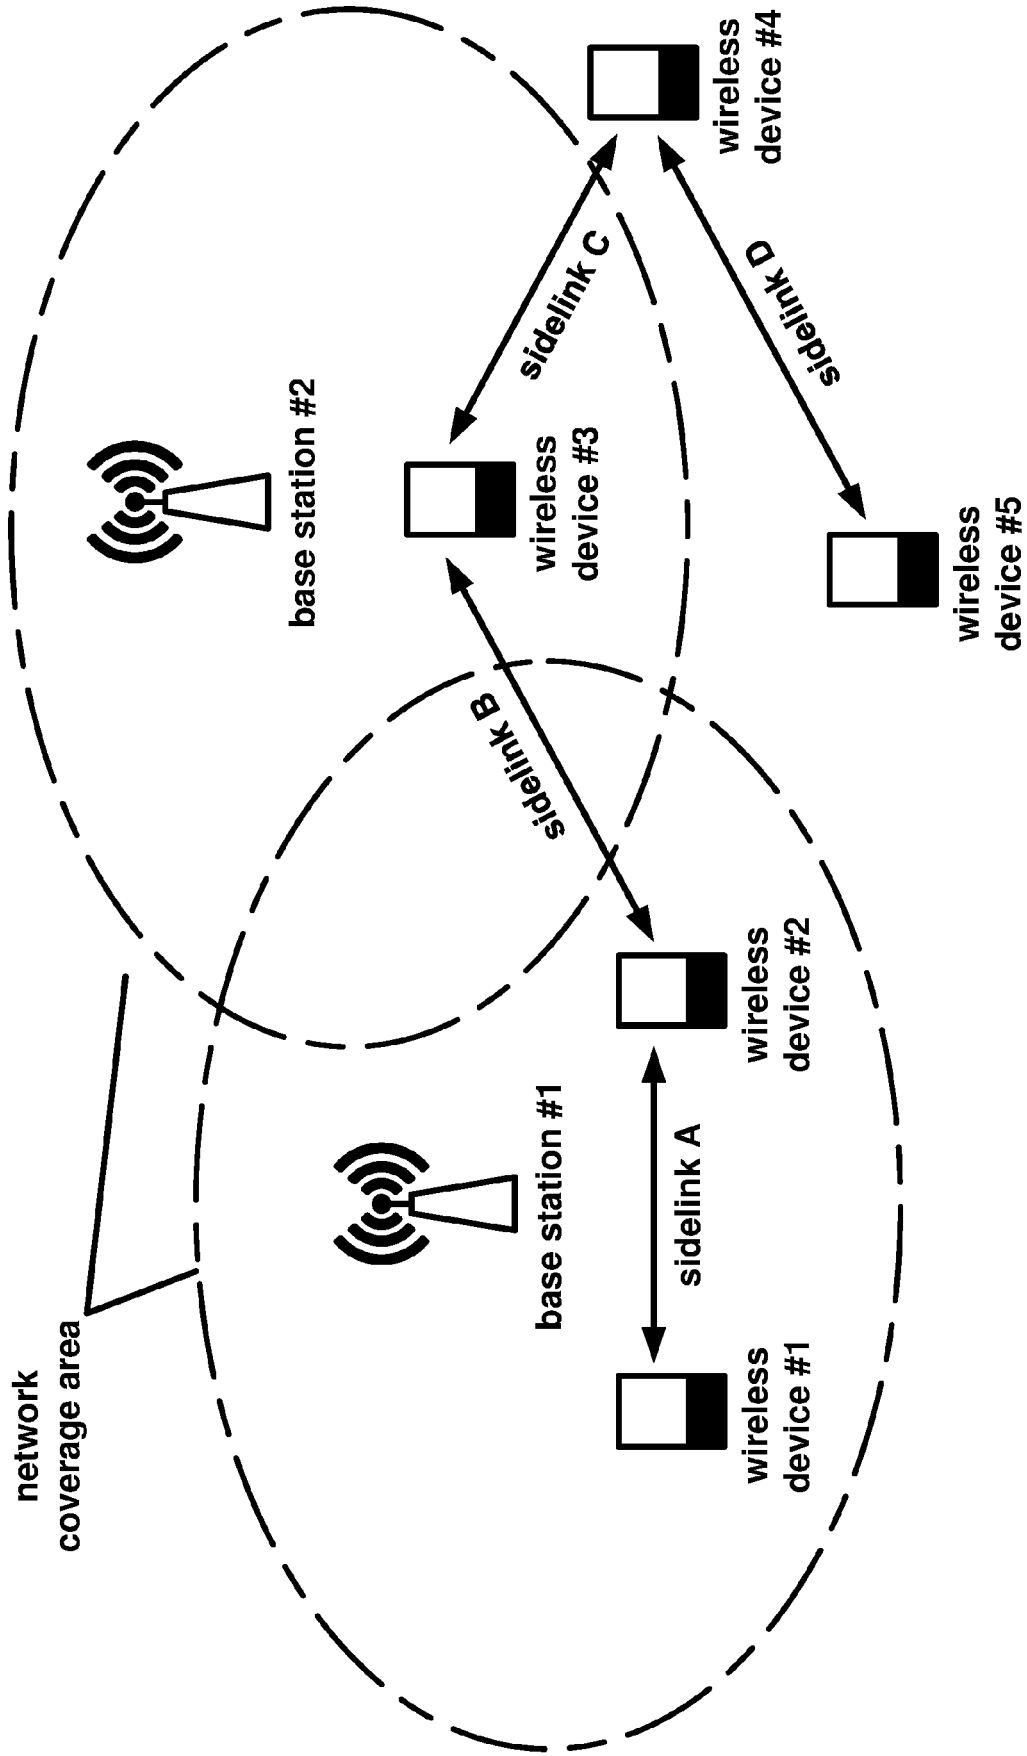 network
coverage area
base station #2
base station #1
wireless
device #1
sidelink A
wireless
device #2
sidelink B
wireless
device #3
sidelink C
wireless
device #4
sidelink D
wireless
device #5